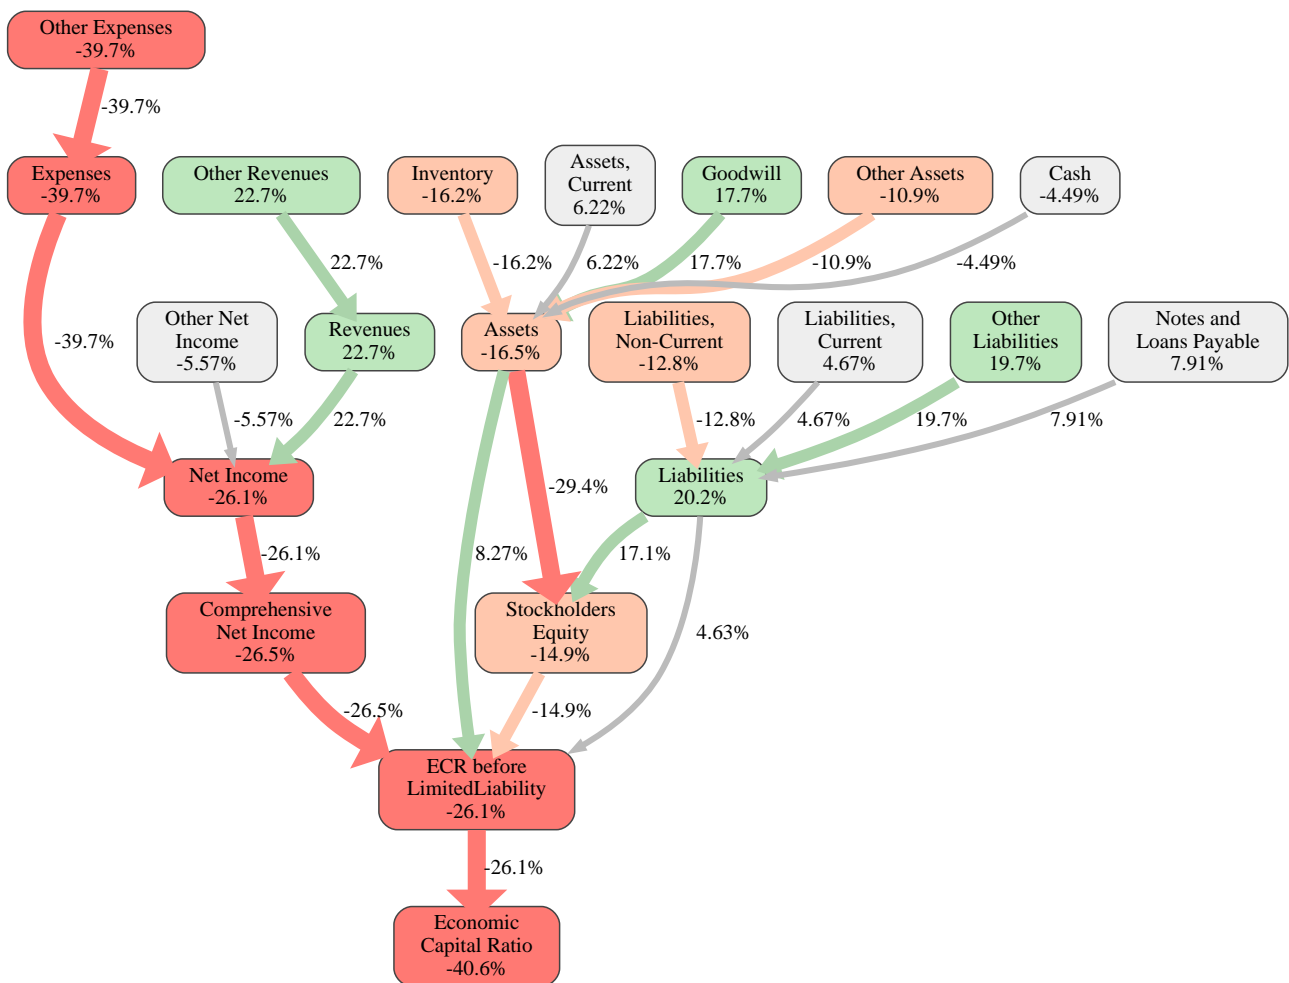 Other Expenses
-39.7%
-39.7%
Expenses
-39.7%
Other Revenues
22.7%
Inventory
-16.2%
Assets,
Current
6.22%
Goodwill
17.7%
Other Assets
-10.9%
Cash
-4.49%
22.7%
-16.2%
6.22%
17.7%
-10.9%
-4.49%
-39.7%
Other Net
Income
-5.57%
Revenues
22.7%
Assets
-16.5%
Liabilities,
Non-Current
-12.8%
Liabilities,
Current
4.67%
Other
Liabilities
19.7%
Notes and
Loans Payable
7.91%
-5.57%
22.7%
-12.8%
4.67%
19.7%
7.91%
Net Income
-26.1%
-29.4%
Liabilities
20.2%
-26.1%
8.27%
17.1%
Comprehensive
Net Income
-26.5%
Stockholders
Equity
-14.9%
4.63%
-26.5%
-14.9%
ECR before
LimitedLiability
-26.1%
-26.1%
Economic
Capital Ratio
-40.6%